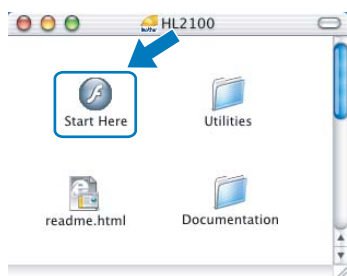 HL2100
Start Here
Utilities
readme.html
Documentation